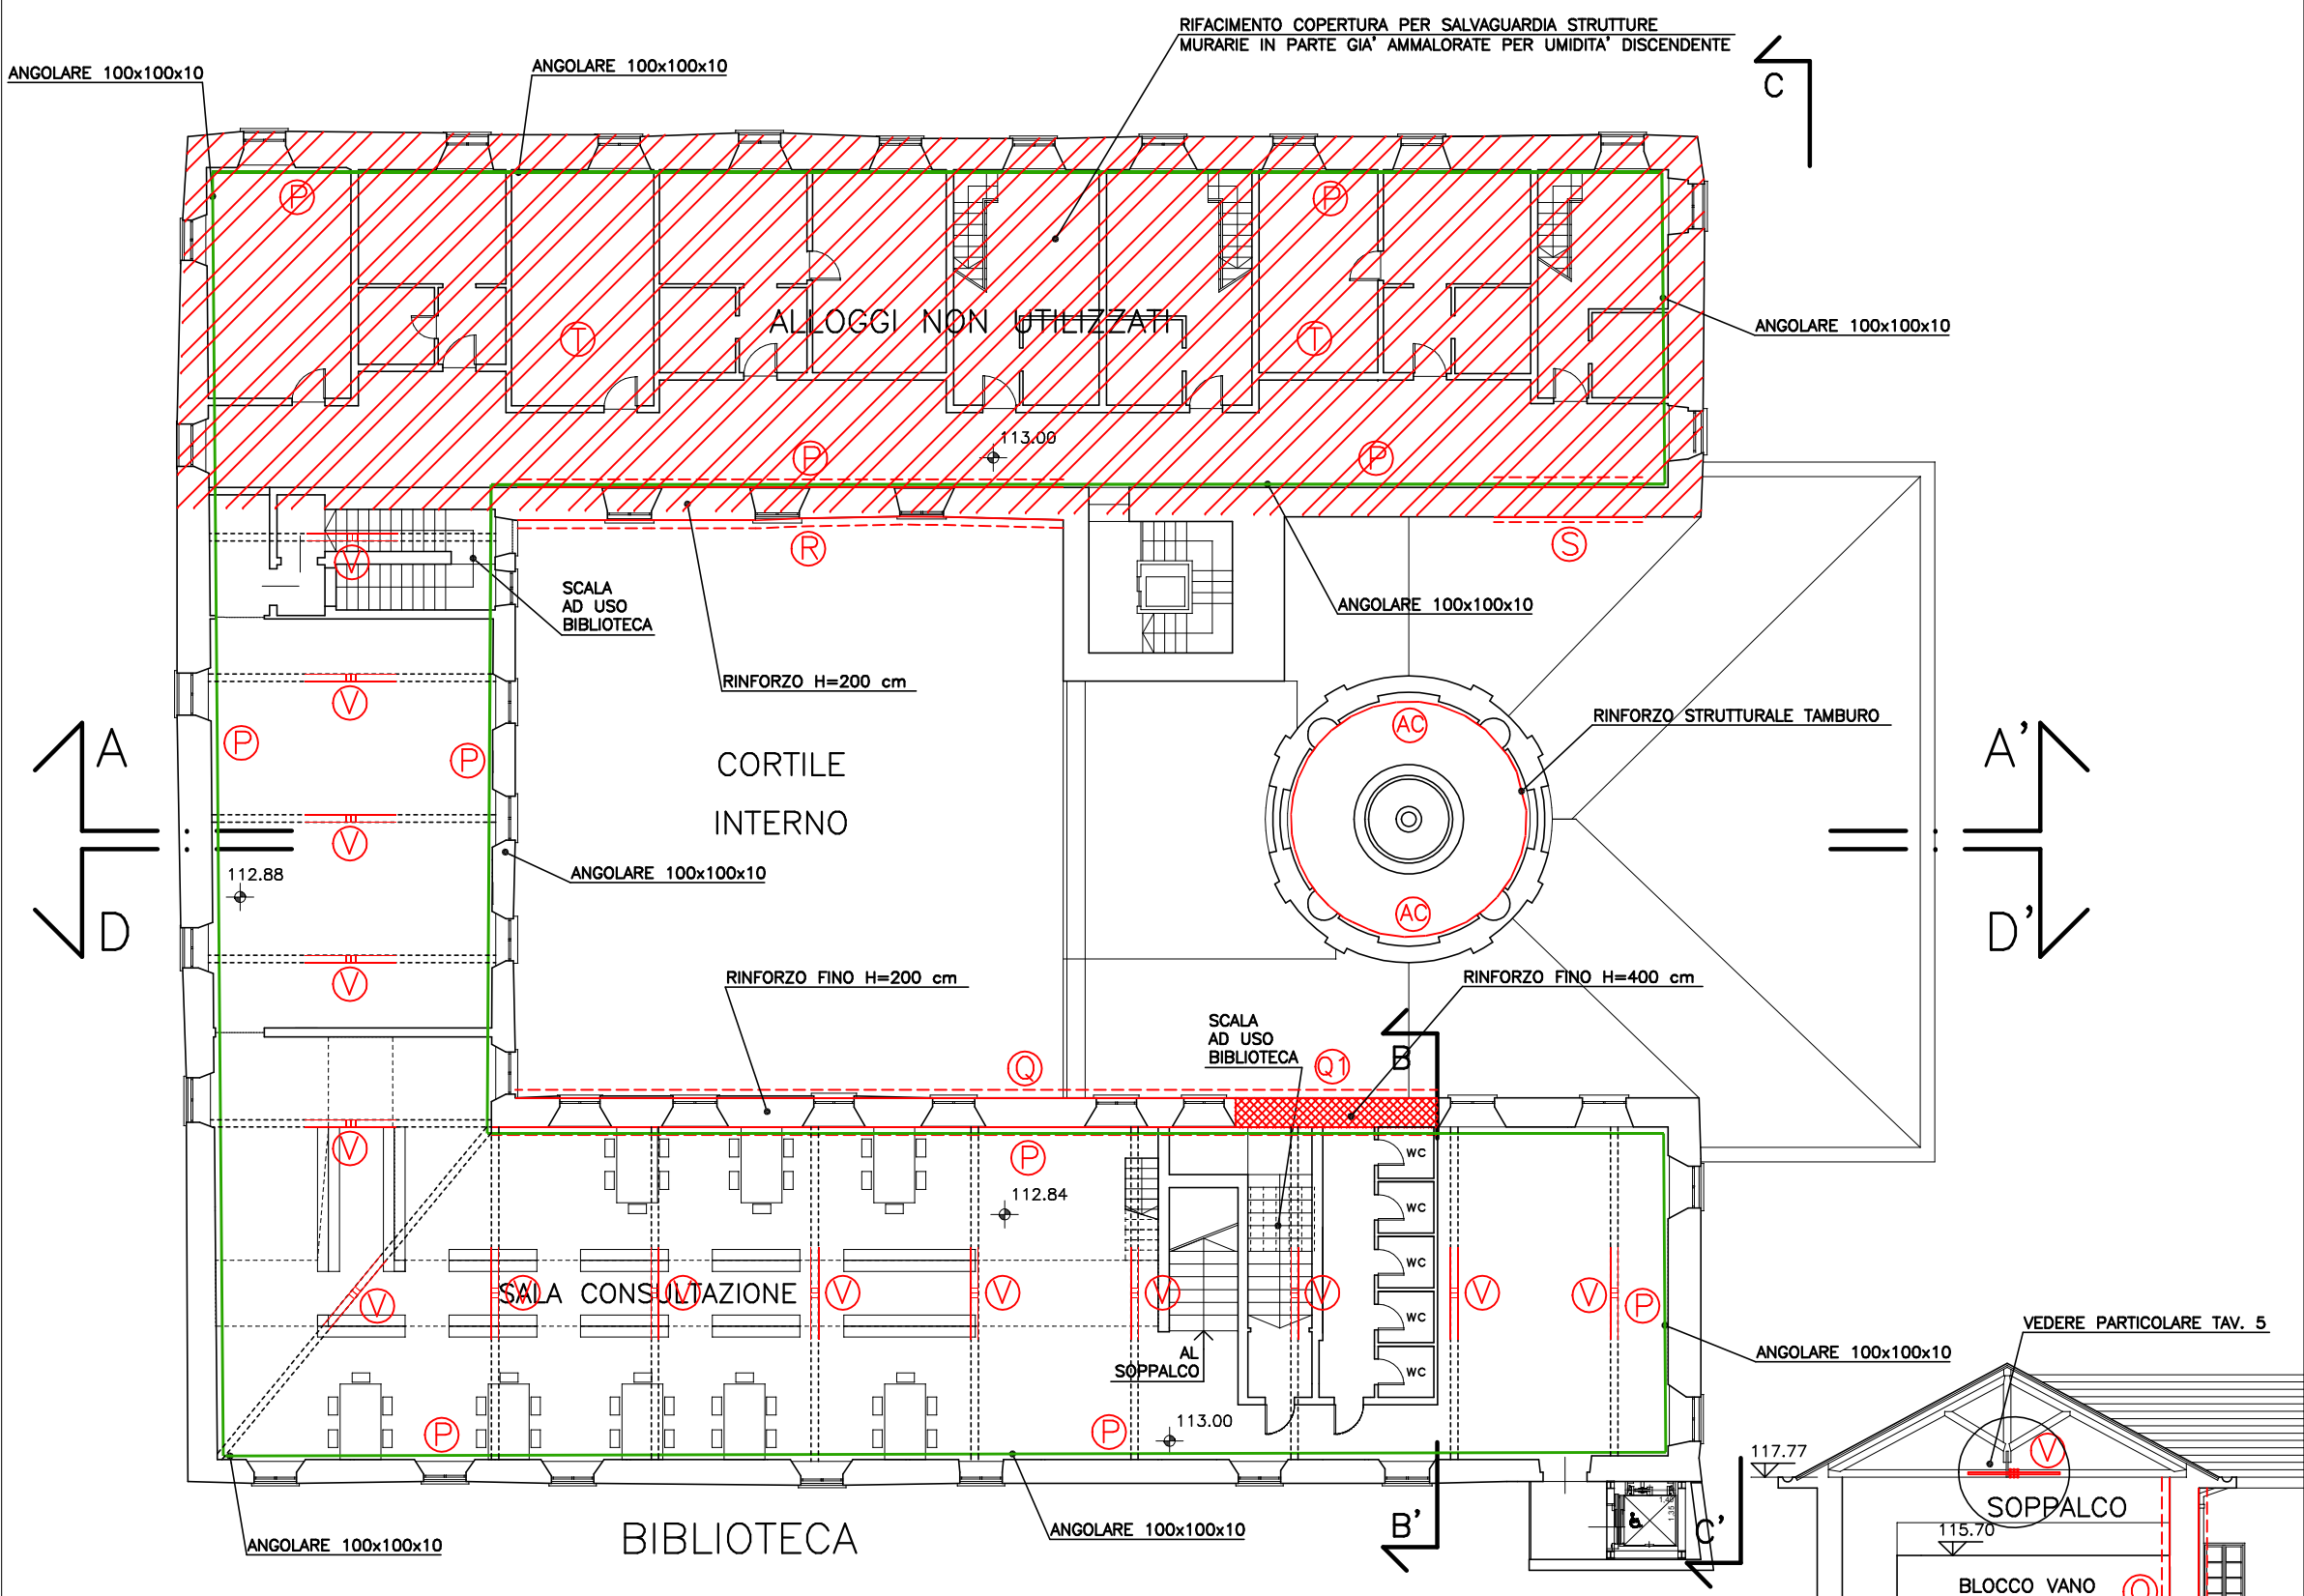 RIFACIMENTO COPERTURA PER SALVAGUARDIA STRUTTURE
MURARIE IN PARTE GIA' AMMALORATE PER UMIDITA' DISCENDENTE
ANGOLARE 100x100x10
ANGOLARE 100x100x10
C
P
P
ALLOGGI NON UTILIZZATI
T
T
ANGOLARE 100x100x10
113.00
P
P
R
S
V
SCALA
AD USO
BIBLIOTECA
ANGOLARE 100x100x10
RINFORZO H=200 cm
V
RINFORZO STRUTTURALE TAMBURO
AC
A
P
P
CORTILE
INTERNO
A'
V
112.88
ANGOLARE 100x100x10
AC
D
D'
V
RINFORZO FINO H=200 cm
RINFORZO FINO H=400 cm
SCALA
AD USO
BIBLIOTECA
Q
Q1
B
V
P
WC
112.84
WC
WC
SALA CONSULTAZIONE
V
V
V
V
V
V
V
V
V
P
WC
VEDERE PARTICOLARE TAV. 5
AL
SOPPALCO
WC
ANGOLARE 100x100x10
P
P
113.00
117.77
V
SOPPALCO
1.40
1.35
115.70
BIBLIOTECA
ANGOLARE 100x100x10
ANGOLARE 100x100x10
B'
C'
BLOCCO VANO
Q